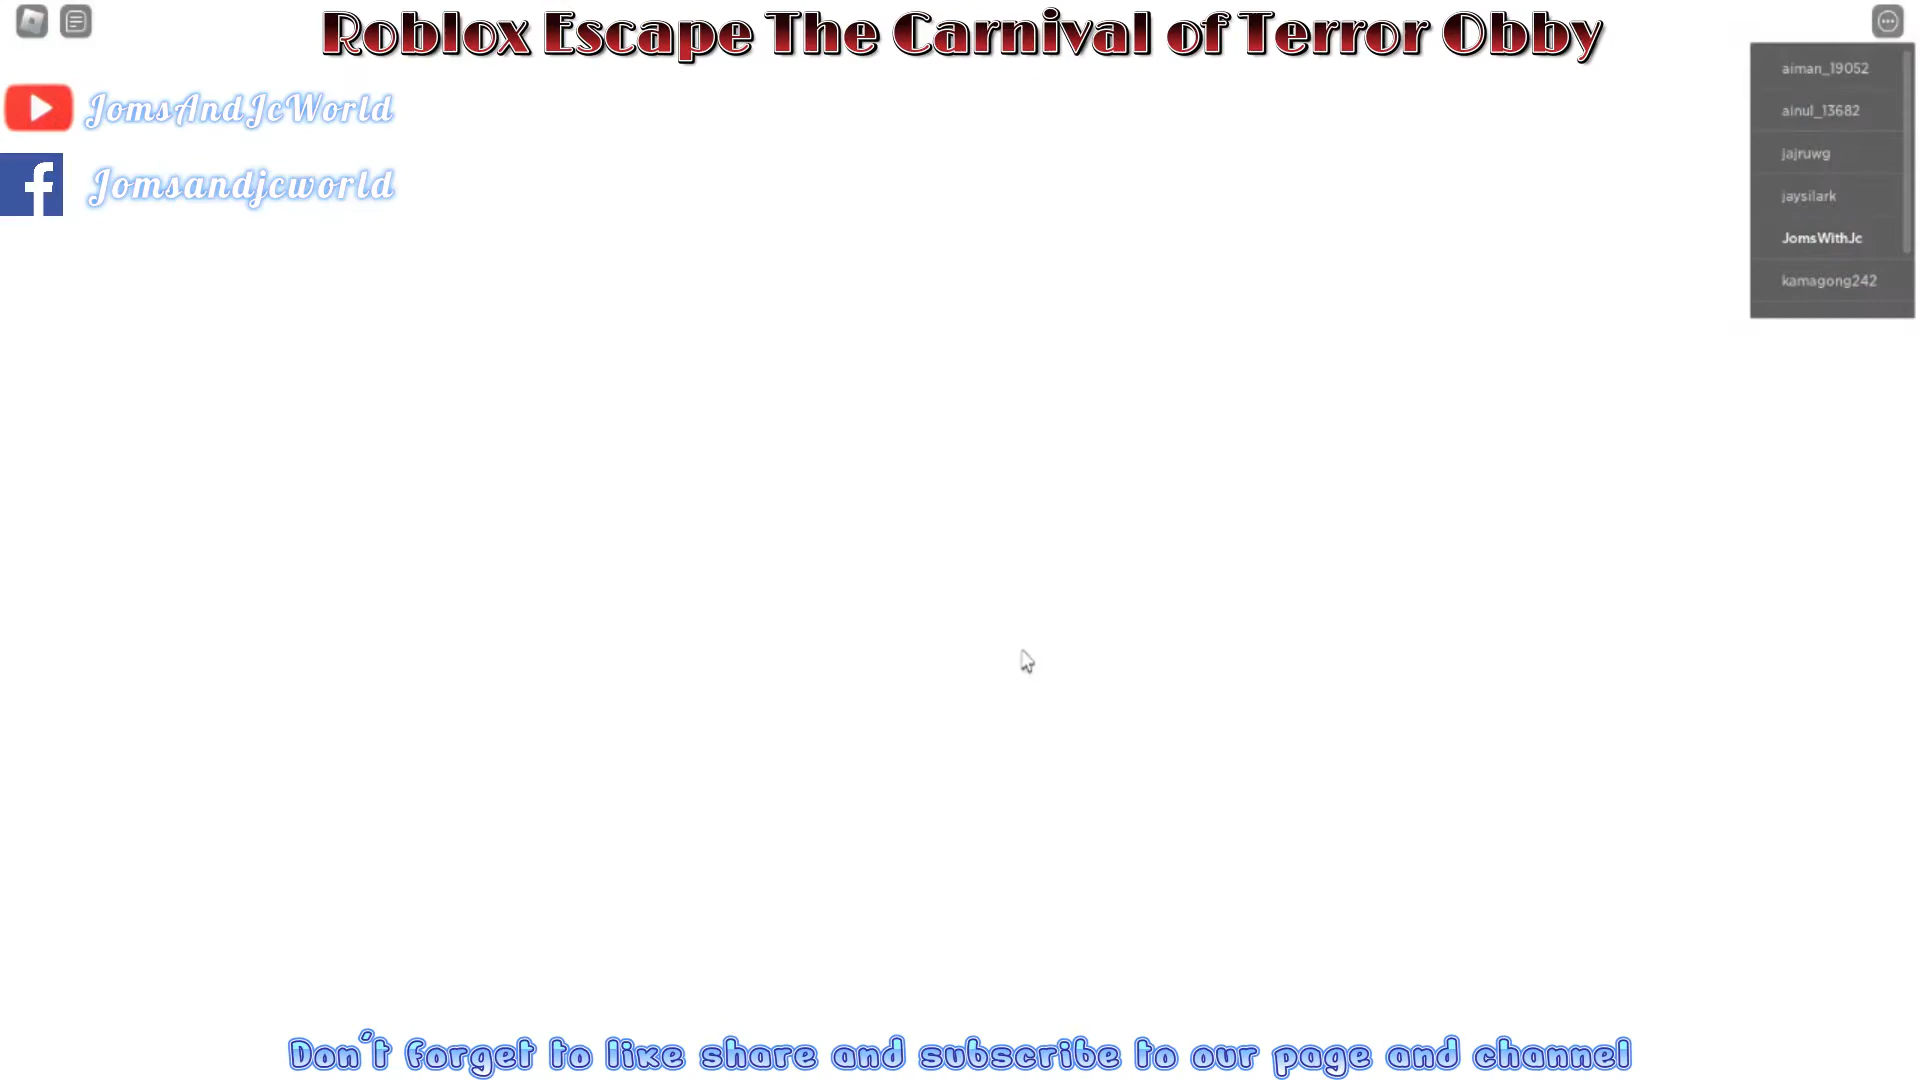 Roblox Escape The Carnival of Terror Obby
JomsAndJcWorld
Jomsandjcworld
aiman_19052
ainul_13682
jajruwg
jaysilark
JomsWithJc
kamagong242
Don't forget to like share and subscribe to our page and channel